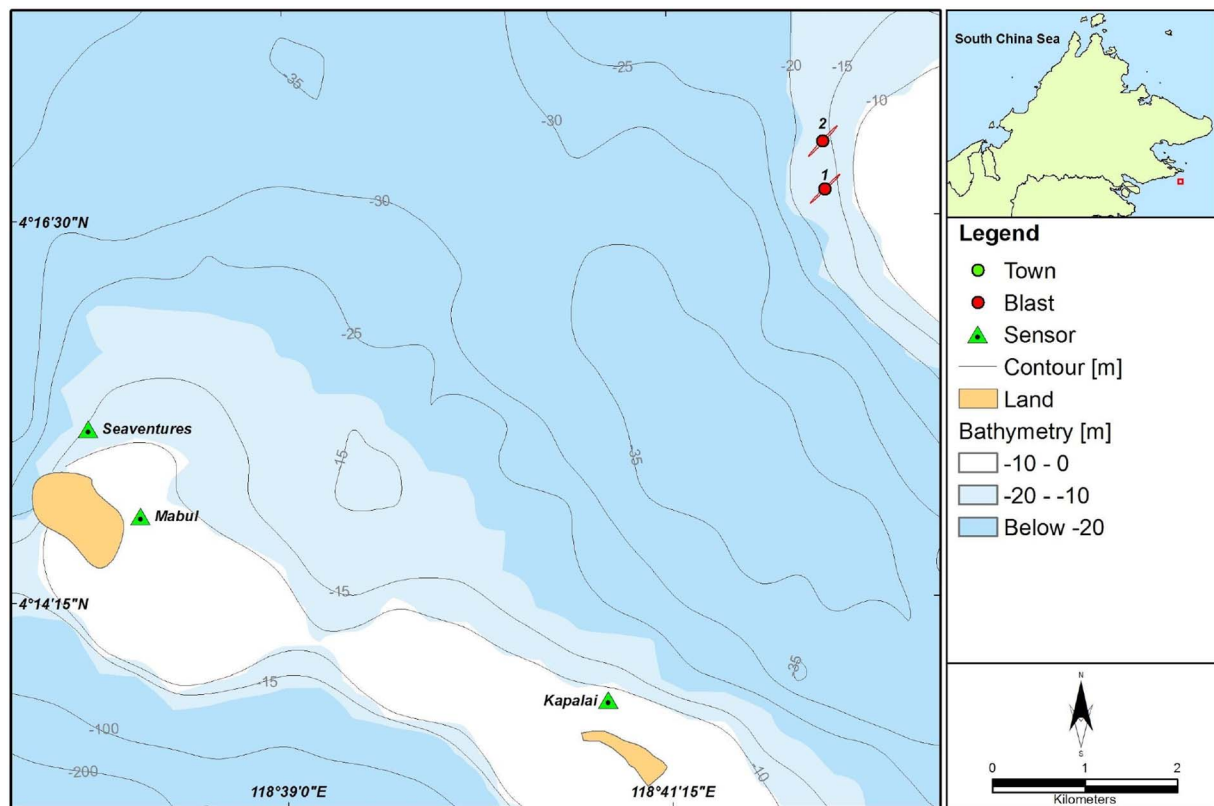 -35
-25
-20
-15
-10
-30
2
1
4°16'30"N
-30
-25
Seaventures
-15
-35
Mabul
4°14'15"N
-15
-35
Kapalai
-15
-10
-100
-200
118°39'0"E
118°41'15"E
South China Sea
Legend
Town
Blast
Sensor
Contour [m]
Land
Bathymetry [m]
-10 - 0
-20 - -10
Below -20
N
S
0 1 2
Kilometers